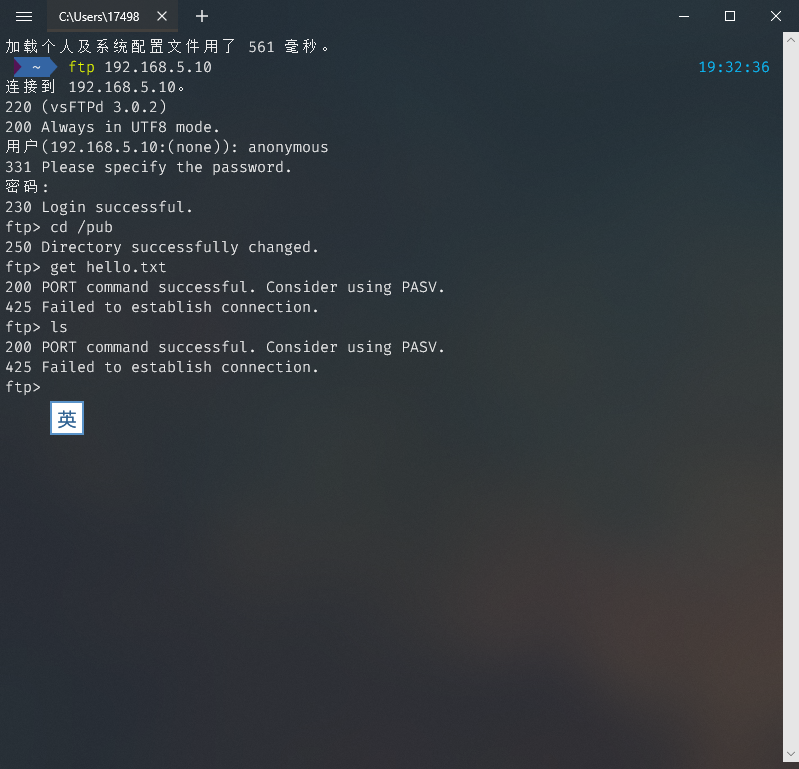 C:\Users\17498
加载个人及系统配置文件用了 561 毫秒。
~ ftp 192.168.5.10 19:32:36
连接到 192.168.5.10。
220 (vsFTPd 3.0.2)
200 Always in UTF8 mode.
用户(192.168.5.10:(none)): anonymous
331 Please specify the password.
密码:
230 Login successful.
ftp> cd /pub
250 Directory successfully changed.
ftp> get hello.txt
200 PORT command successful. Consider using PASV.
425 Failed to establish connection.
ftp> ls
200 PORT command successful. Consider using PASV.
425 Failed to establish connection.
ftp>
英